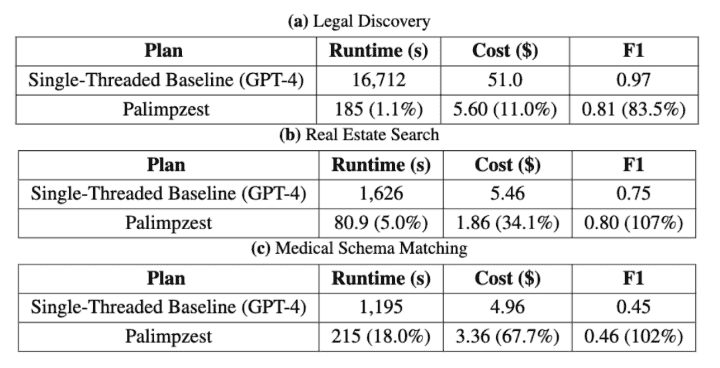 (a) Legal Discovery
Plan Runtime (s) Cost ($) F1
Single-Threaded Baseline (GPT-4) 16,712 51.0 0.97
Palimpzest 185 (1.1%) 5.60 (11.0%) 0.81 (83.5%)
(b) Real Estate Search
Plan Runtime (s) Cost ($) F1
Single-Threaded Baseline (GPT-4) 1,626 5.46 0.75
Palimpzest 80.9 (5.0%) 1.86 (34.1%) 0.80 (107%)
(c) Medical Schema Matching
Plan Runtime (s) Cost ($) F1
Single-Threaded Baseline (GPT-4) 1,195 4.96 0.45
Palimpzest 215 (18.0%) 3.36 (67.7%) 0.46 (102%)